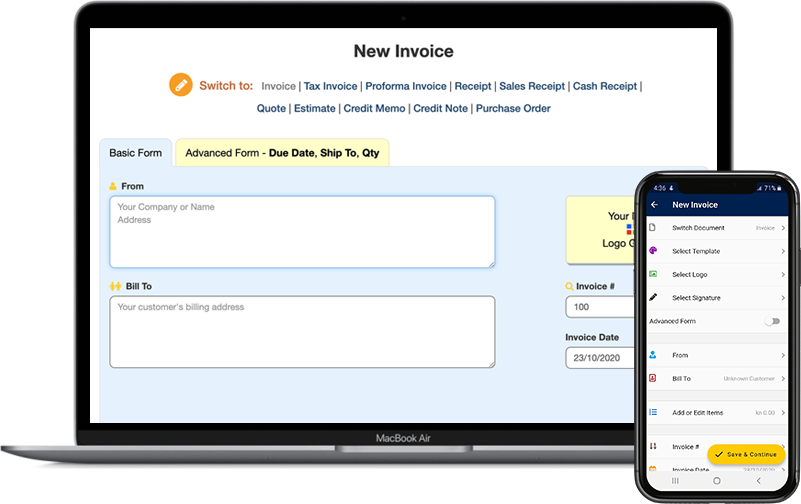 New Invoice
Switch to: Invoice | Tax Invoice | Proforma Invoice | Receipt | Sales Receipt | Cash Receipt |
Quote | Estimate | Credit Memo | Credit Note | Purchase Order
Basic Form
Advanced Form - Due Date, Ship To, Qty
From
Your Company or Name
Address
Your
Logo G
Bill To
Your customer's billing address
Invoice #
100
Invoice Date
23/10/2020
MacBook Air
4:36
71%
New Invoice
Switch Document Invoice
Select Template
Select Logo
Select Signature
Advanced Form
From
Bill To Unknown Customer
Add or Edit Items kn 0.00
Invoice #
Save & Continue
Invoice Date